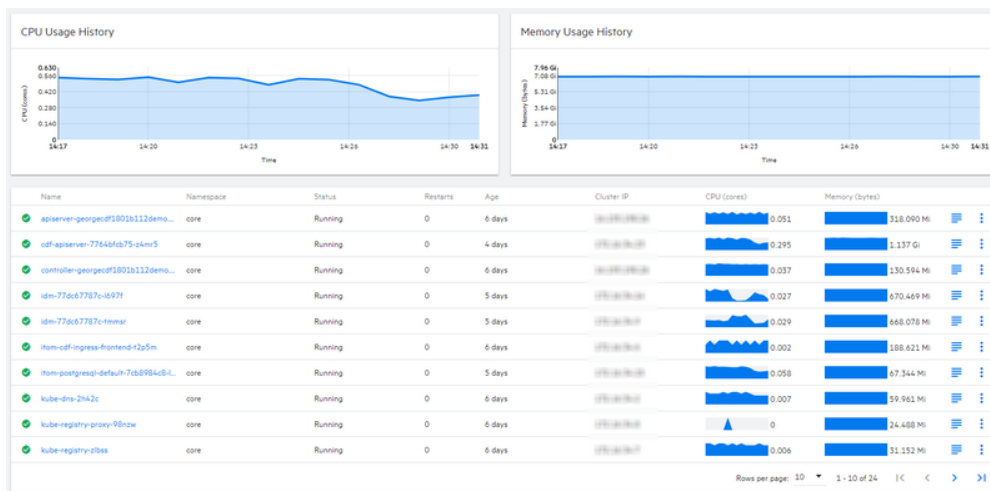 CPU Usage History
Memory Usage History
CPU (cores)
0.630
0.560
0.420
0.280
0.140
0
14:17 14:20 14:23 14:26 14:30 14:31
Time
Memory (bytes)
7.96 Gi
7.08 Gi
5.31 Gi
3.54 Gi
1.77 Gi
0
14:17 14:20 14:23 14:26 14:30 14:31
Time
Name Namespace Status Restarts Age Cluster IP CPU (cores) Memory (bytes)
apiserver-georgecdf1801b112demo... core Running 0 6 days 0.051 318.090 Mi
cdf-apiserver-7764bfcb75-z4mr5 core Running 0 4 days 0.295 1.137 Gi
controller-georgecdf1801b112demo... core Running 0 6 days 0.037 130.594 Mi
idm-77dc67787c-l697f core Running 0 5 days 0.027 670.469 Mi
idm-77dc67787c-tmmsr core Running 0 5 days 0.029 668.078 Mi
itom-cdf-ingress-frontend-t2p5m core Running 0 6 days 0.002 188.621 Mi
itom-postgresql-default-7cb8984c8-l... core Running 0 5 days 0.058 67.344 Mi
kube-dns-2h42c core Running 0 6 days 0.007 59.961 Mi
kube-registry-proxy-98nzw core Running 0 6 days 0 24.488 Mi
kube-registry-zlbss core Running 0 6 days 0.006 31.152 Mi
Rows per page: 10 1 - 10 of 24